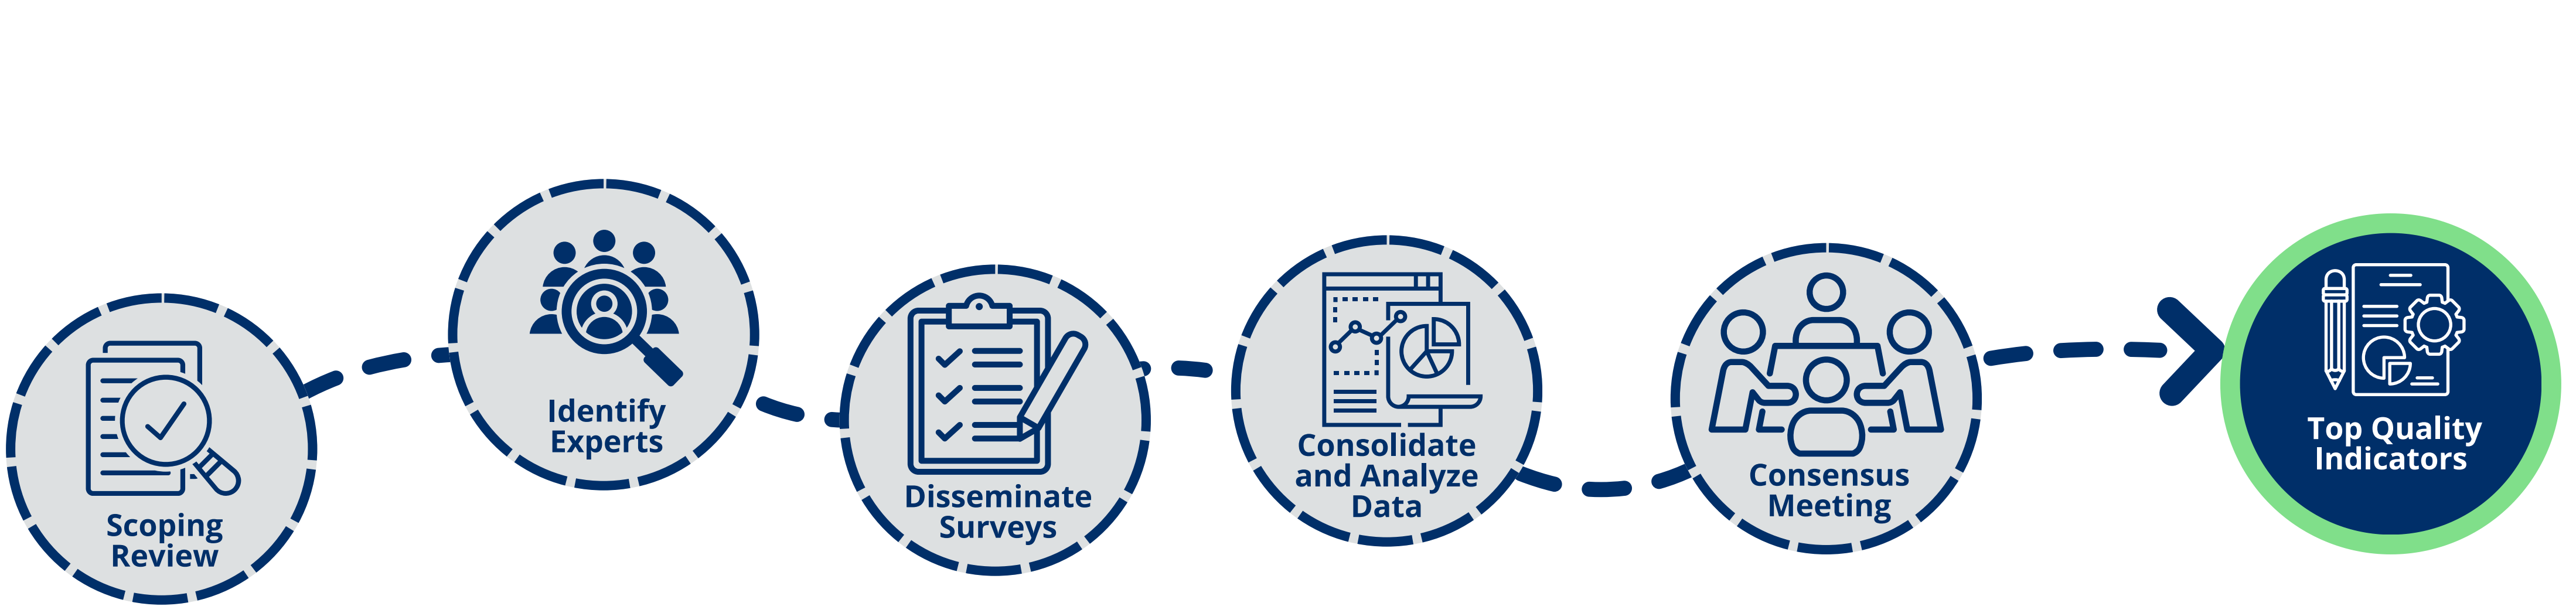 Scoping
Review
Identify
Experts
Disseminate
Surveys
Consolidate
and Analyze
Data
Consensus
Meeting
Top Quality
Indicators